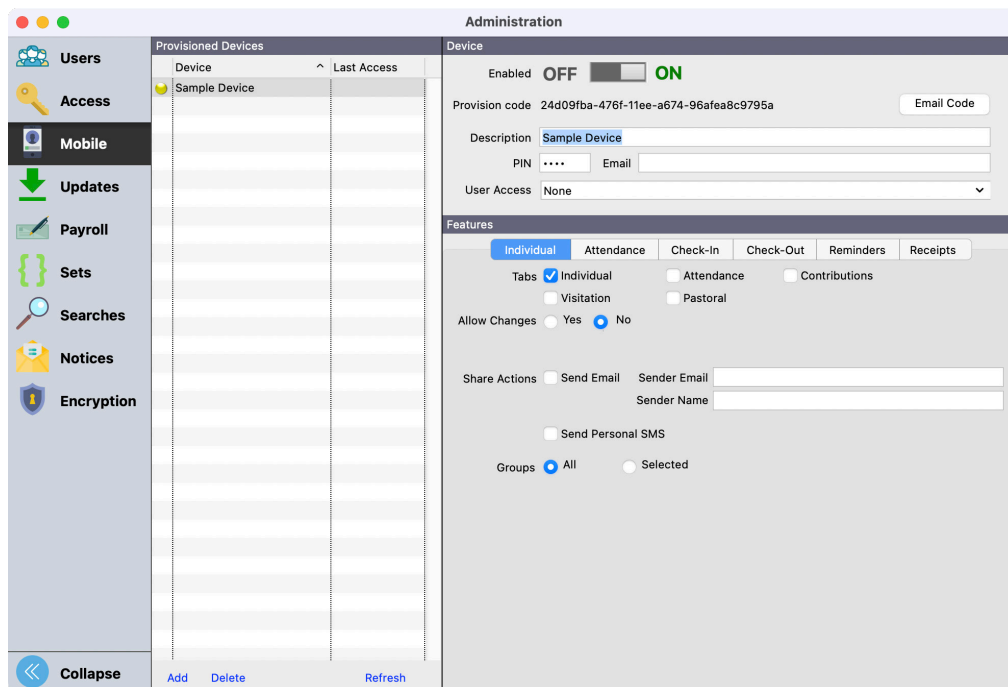 Administration
Users
Access
Mobile
Updates
Payroll
Sets
Searches
Notices
Encryption
Collapse
Provisioned Devices
Device Last Access
Sample Device
Add Delete Refresh
Device
Enabled OFF ON
Provision code 24d09fba-476f-11ee-a674-96afea8c9795a Email Code
Description Sample Device
PIN •••• Email
User Access None
Features
Individual Attendance Check-In Check-Out Reminders Receipts
Tabs Individual Attendance Contributions
Visitation Pastoral
Allow Changes Yes No
Share Actions Send Email Sender Email
Sender Name
Send Personal SMS
Groups All Selected